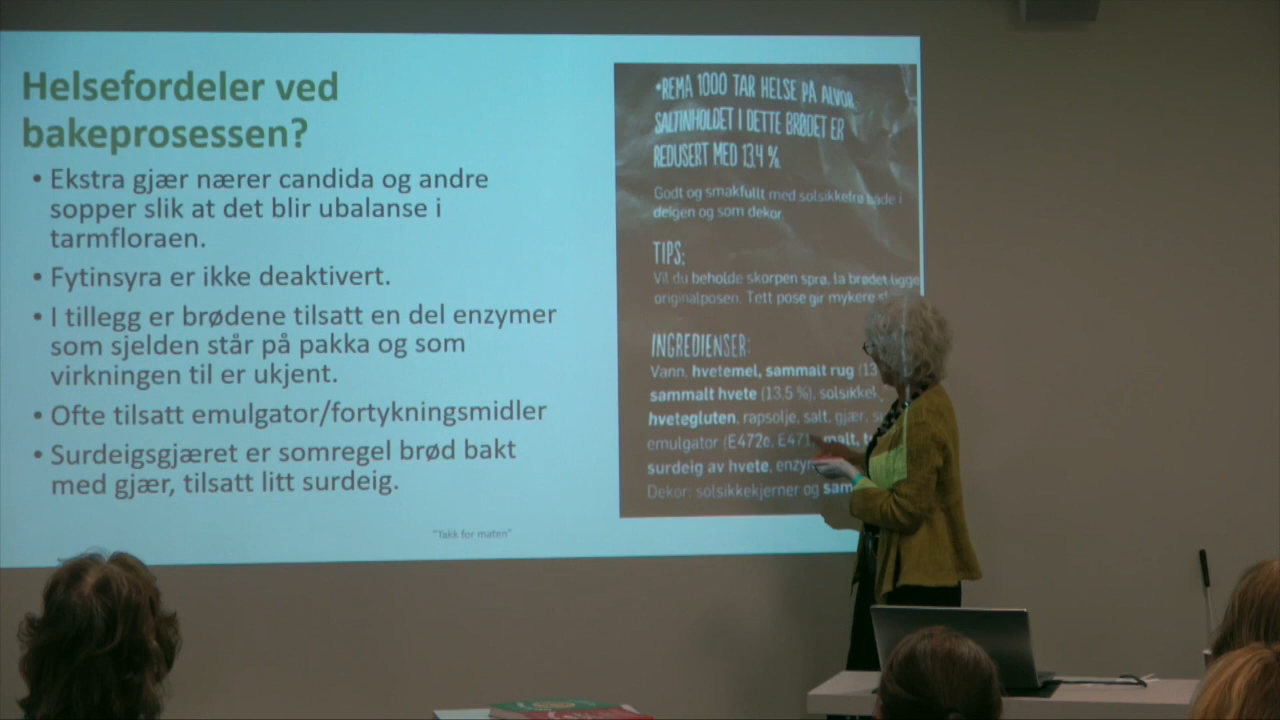 Helsefordeler ved
bakeprosessen?
• Ekstra gjær nærer candida og andre
sopper slik at det blir ubalanse i
tarmfloraen.
• Fytinsyra er ikke deaktivert.
• I tillegg er brødene tilsatt en del enzymer
som sjelden står på pakka og som
virkningen til er ukjent.
• Ofte tilsatt emulgator/fortykningsmidler
• Surdeigsgjæret er somregel brød bakt
med gjær, tilsatt litt surdeig.
"Takk for maten"
•REMA 1000 TAR HELSE PÅ ALVOR.
SALTINHOLDET I DETTE BRØDET ER
REDUSERT MED 13,4 %.
Godt og smakfullt med solsikkefrø både i
deigen og som dekor.
TIPS:
Vil du beholde skorpen sprø, la brødet ligge
originalposen. Tett pose gir mykere
INGREDIENSER:
Vann, hvetemel, sammalt rug (13
sammalt hvete (13.5 %), solsikkel
hvetegluten, rapsolje, salt, gjær, su
emulgator (E472e, E471), malt,
surdeig av hvete, enzy
Dekor: solsikkekjerner og sam